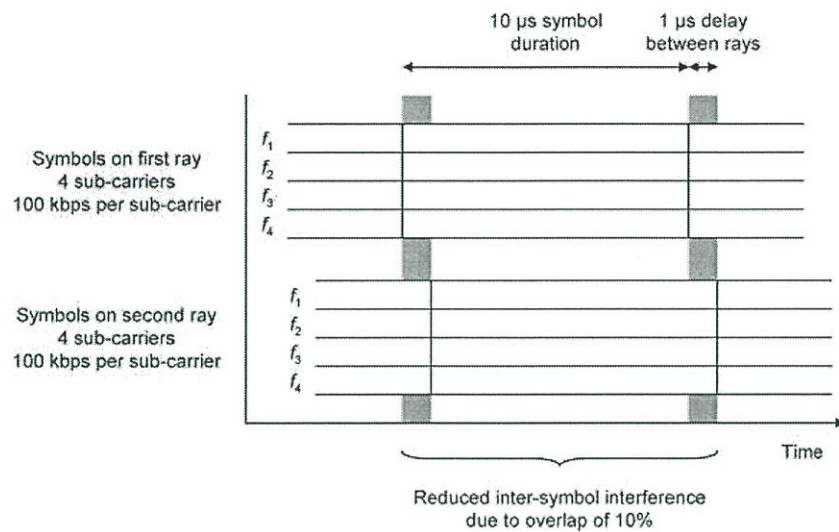 10 µs symbol
duration
1 µs delay
between rays
Symbols on first ray
4 sub-carriers
100 kbps per sub-carrier
f1
f2
f3
f4
Symbols on second ray
4 sub-carriers
100 kbps per sub-carrier
f1
f2
f3
f4
Time
Reduced inter-symbol interference
due to overlap of 10%